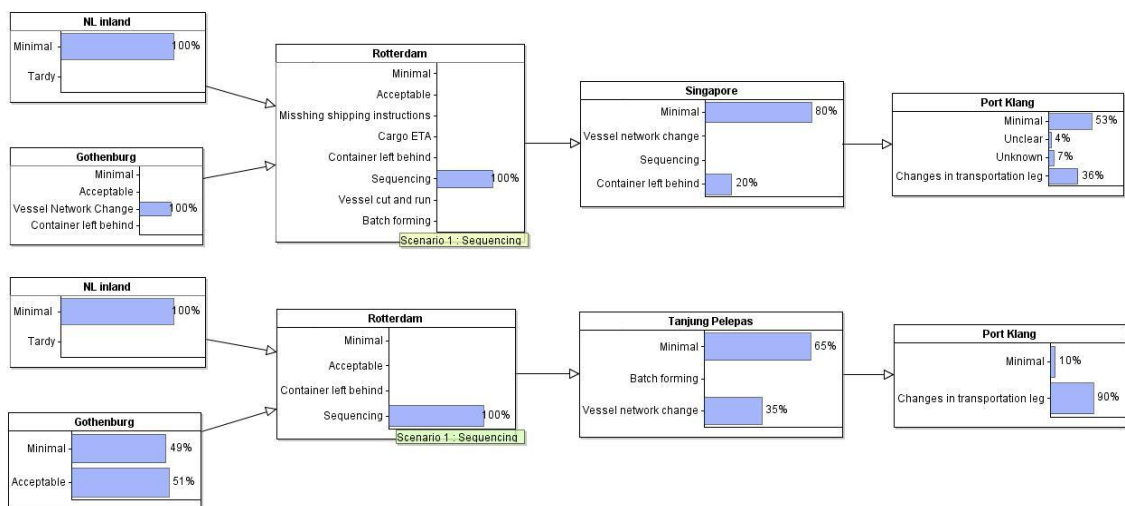 NL inland
Minimal 100%
Tardy
Gothenburg
Minimal
Acceptable
Vessel Network Change 100%
Container left behind
Rotterdam
Minimal
Acceptable
Misshing shipping instructions
Cargo ETA
Container left behind
Sequencing 100%
Vessel cut and run
Batch forming
Scenario 1 : Sequencing
Singapore
Minimal 80%
Vessel network change
Sequencing
Container left behind 20%
Port Klang
Minimal 53%
Unclear 4%
Unknown 7%
Changes in transportation leg 36%
NL inland
Minimal 100%
Tardy
Gothenburg
Minimal 49%
Acceptable 51%
Rotterdam
Minimal
Acceptable
Container left behind
Sequencing 100%
Scenario 1 : Sequencing
Tanjung Pelepas
Minimal 65%
Batch forming
Vessel network change 35%
Port Klang
Minimal 10%
Changes in transportation leg 90%